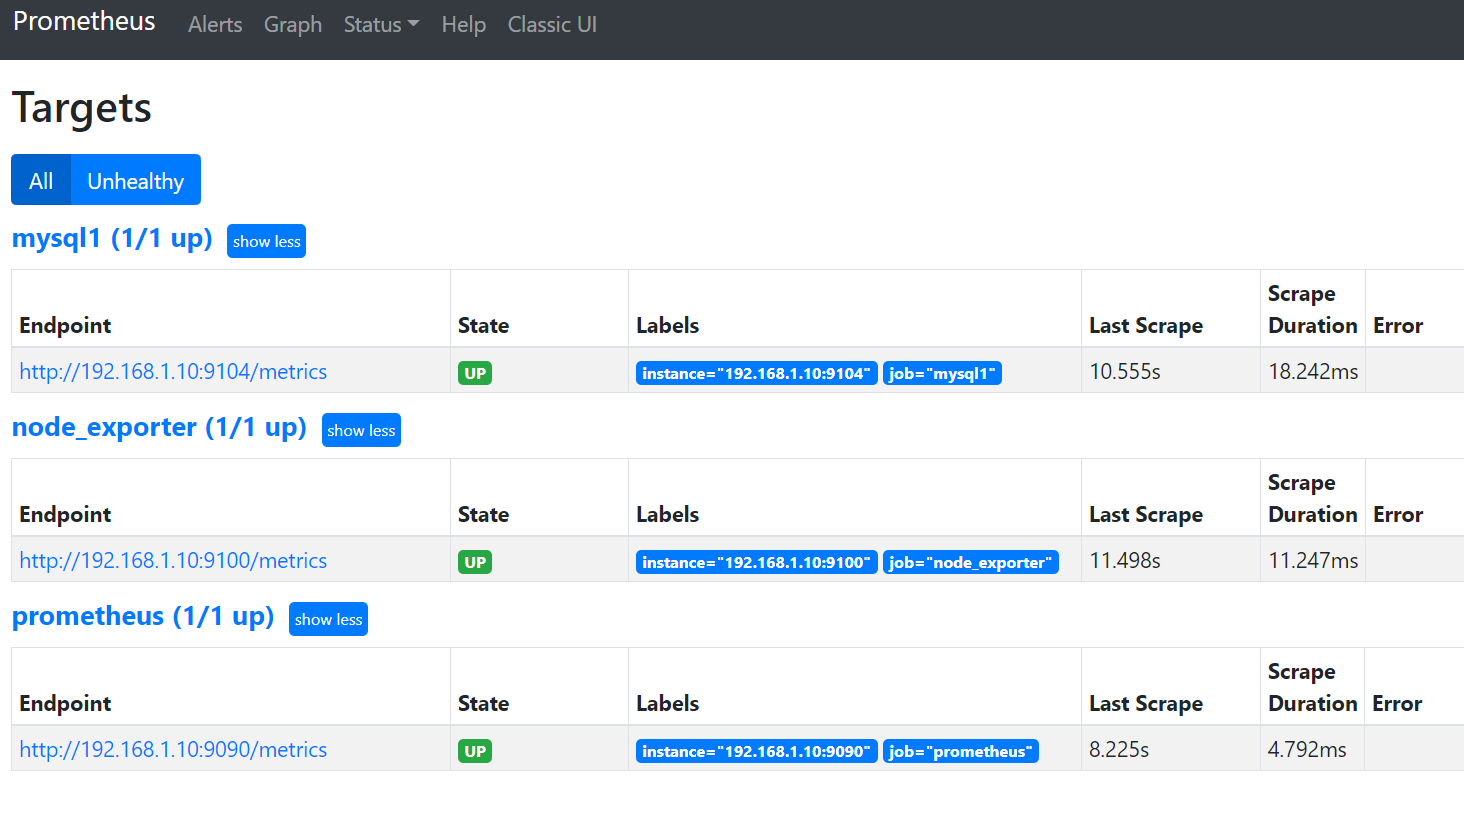 Prometheus Alerts Graph Status Help Classic UI
Targets
All Unhealthy
mysql1 (1/1 up) show less
Endpoint State Labels Last Scrape Scrape Duration Error
http://192.168.1.10:9104/metrics UP instance="192.168.1.10:9104" job="mysql1" 10.555s 18.242ms
node_exporter (1/1 up) show less
Endpoint State Labels Last Scrape Scrape Duration Error
http://192.168.1.10:9100/metrics UP instance="192.168.1.10:9100" job="node_exporter" 11.498s 11.247ms
prometheus (1/1 up) show less
Endpoint State Labels Last Scrape Scrape Duration Error
http://192.168.1.10:9090/metrics UP instance="192.168.1.10:9090" job="prometheus" 8.225s 4.792ms